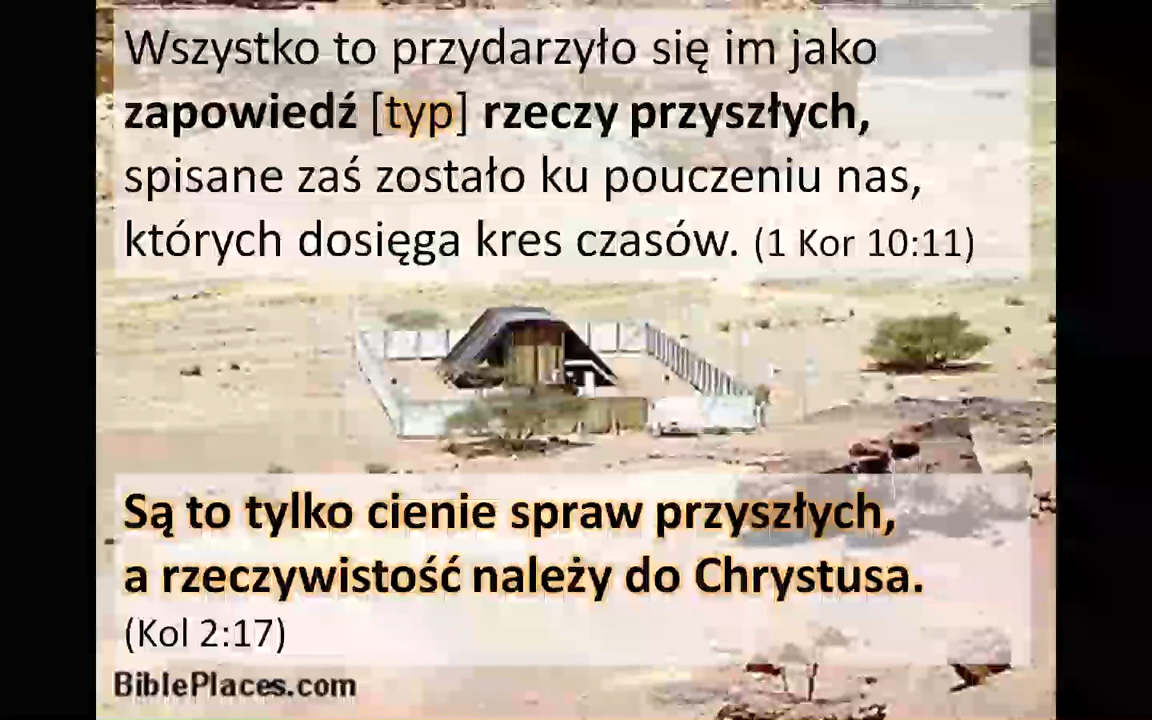 Wszystko to przydarzyło się im jako
zapowiedź [typ] rzeczy przyszłych,
spisane zaś zostało ku pouczeniu nas,
których dosięga kres czasów. (1 Kor 10:11)
Są to tylko cienie spraw przyszłych,
a rzeczywistość należy do Chrystusa.
(Kol 2:17)
BiblePlaces.com